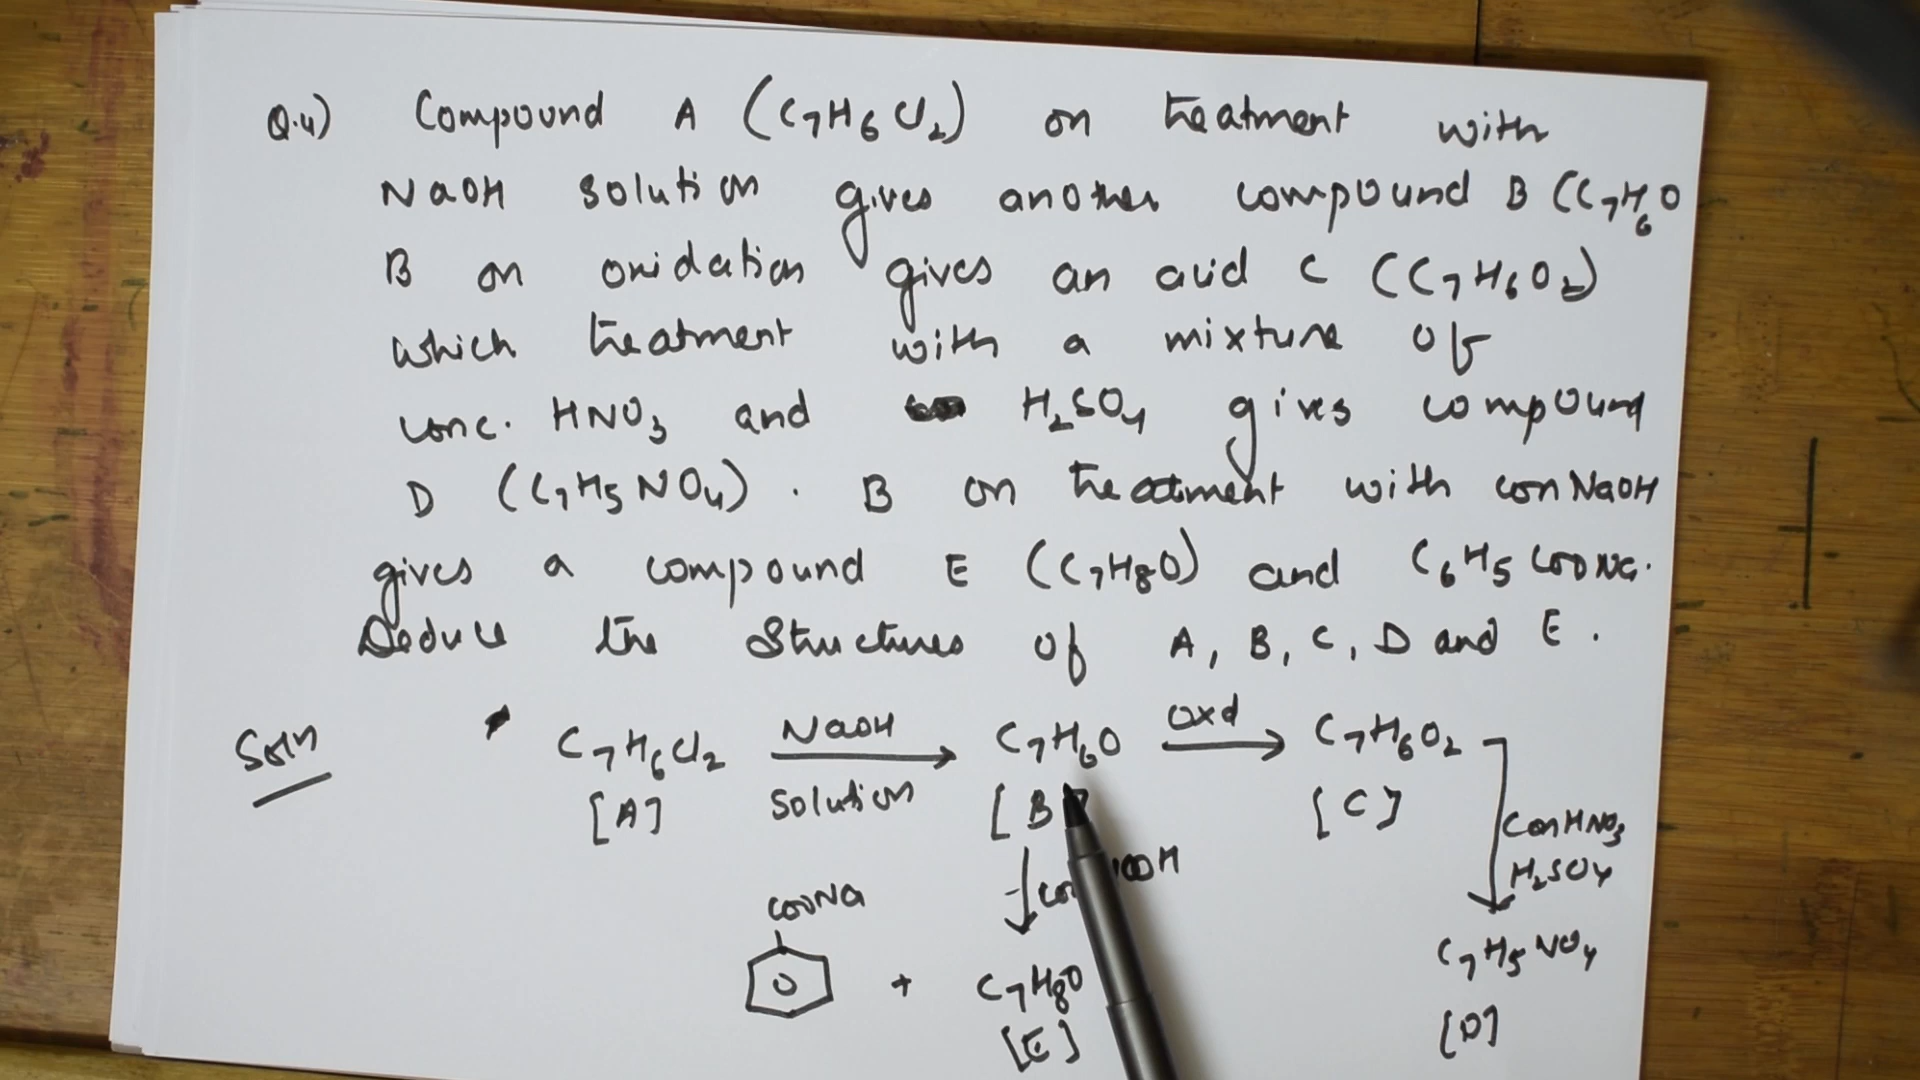 Q.4) Compound A (C7H6Cl2) on treatment with
NaOH solution gives another compound B (C7H6O
B on oxidation gives an acid C (C7H6O2)
which treatment with a mixture of
conc. HNO3 and H2SO4 gives compound
D (C7H5NO4). B on treatment with con NaOH
gives a compound E (C7H8O) and C6H5COONa.
Deduce the structures of A, B, C, D and E.
Soln
C7H6Cl2 NaOH solution C7H6O oxd C7H6O2
[A] [B] [C]
Con HNO3
H2SO4
COONa
+ C7H8O
[E]
C7H5NO4
[D]